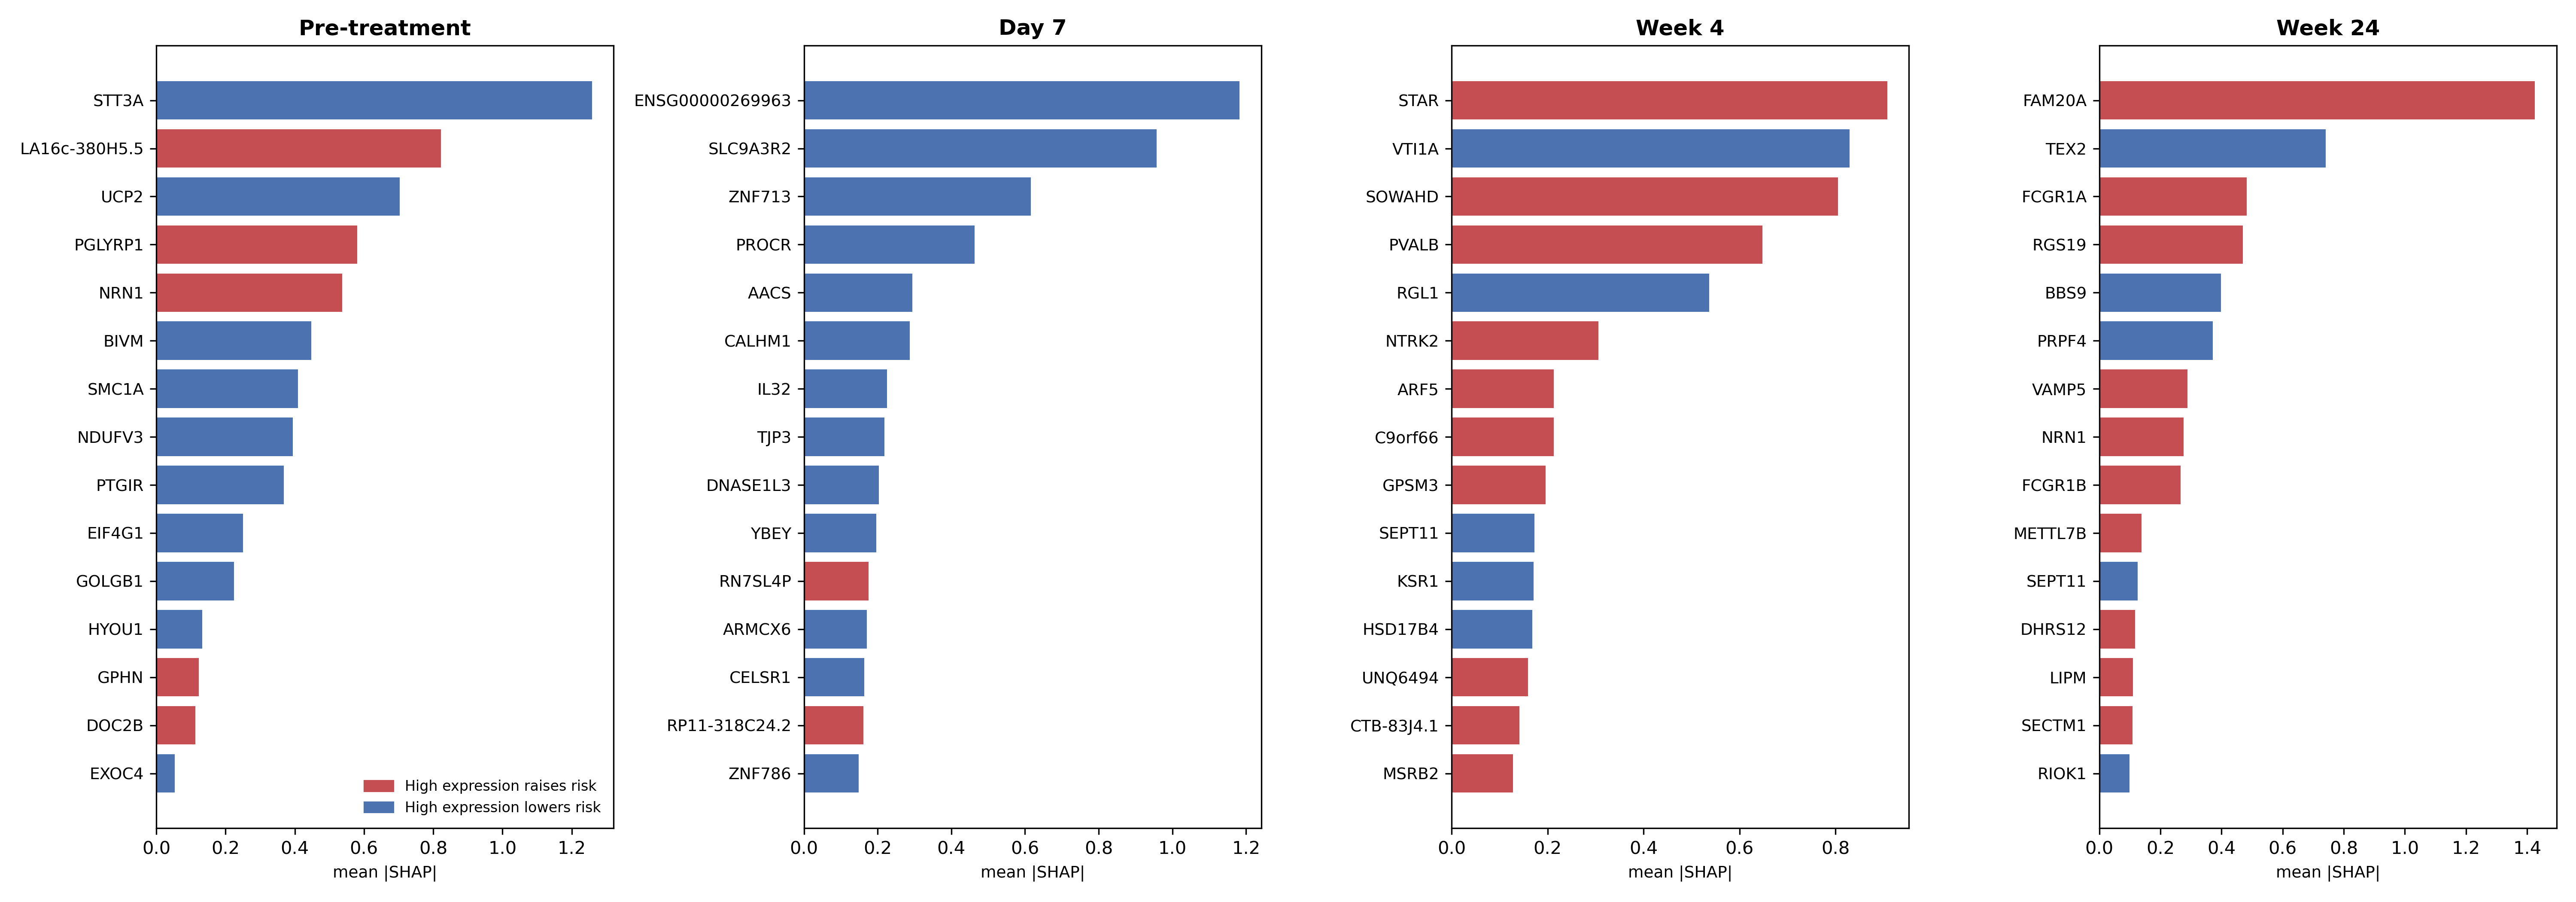 Pre-treatment
STT3A
LA16c-380H5.5
UCP2
PGLYRP1
NRN1
BIVM
SMC1A
NDUFV3
PTGIR
EIF4G1
GOLGB1
HYOU1
GPHN
DOC2B
EXOC4
High expression raises risk
High expression lowers risk
0.0 0.2 0.4 0.6 0.8 1.0 1.2
mean |SHAP|
Day 7
ENSG00000269963
SLC9A3R2
ZNF713
PROCR
AACS
CALHM1
IL32
TJP3
DNASE1L3
YBEY
RN7SL4P
ARMCX6
CELSR1
RP11-318C24.2
ZNF786
0.0 0.2 0.4 0.6 0.8 1.0 1.2
mean |SHAP|
Week 4
STAR
VTI1A
SOWAHD
PVALB
RGL1
NTRK2
ARF5
C9orf66
GPSM3
SEPT11
KSR1
HSD17B4
UNQ6494
CTB-83J4.1
MSRB2
0.0 0.2 0.4 0.6 0.8
mean |SHAP|
Week 24
FAM20A
TEX2
FCGR1A
RGS19
BBS9
PRPF4
VAMP5
NRN1
FCGR1B
METTL7B
SEPT11
DHRS12
LIPM
SECTM1
RIOK1
0.0 0.2 0.4 0.6 0.8 1.0 1.2 1.4
mean |SHAP|